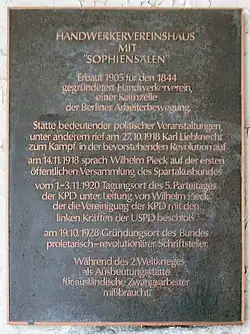 HANDWERKERVEREINSHAUS
MIT
"SOPHIENSÄLEN"
Erbaut 1905 für den 1844
gegründeten Handwerkerverein,
einer Keimzelle
der Berliner Arbeiterbewegung.
Stätte bedeutender politischer Veranstaltungen,
unter anderem rief am 27.10.1918 Karl Liebknecht
zum Kampf in der bevorstehenden Revolution auf
am 14.11.1918 sprach Wilhelm Pieck auf der ersten
öffentlichen Versammlung des Spartakusbundes
vom 1.-3.11.1920 Tagungsort des 5. Parteitages
der KPD unter Leitung von Wilhelm Pieck,
der die Vereinigung der KPD mit den
linken Kräften der USPD beschloß
am 19.10.1928 Gründungsort des Bundes
proletarisch-revolutionärer Schriftsteller.
Während des 2. Weltkrieges
als Ausbeutungsstätte
für ausländische Zwangsarbeiter
mißbraucht.